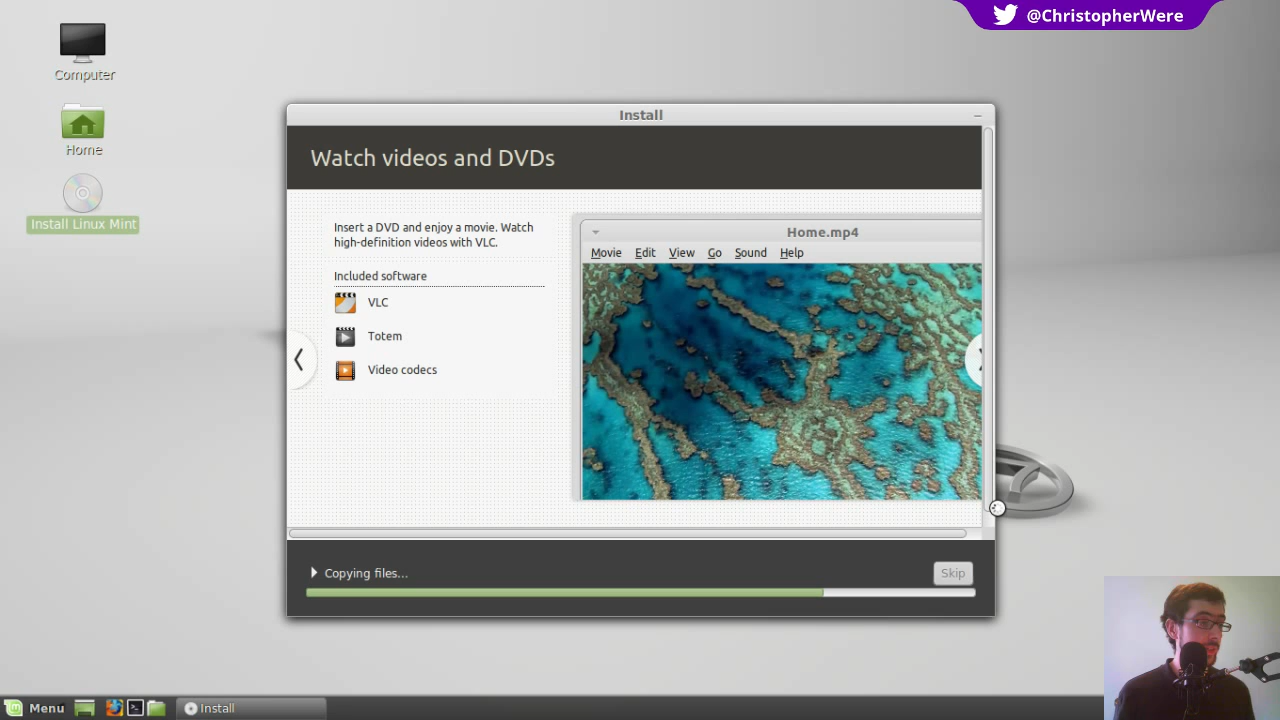 @ChristopherWere
Computer
Home
Install Linux Mint
Install
Watch videos and DVDs
Insert a DVD and enjoy a movie. Watch
high-definition videos with VLC.
Included software
VLC
Totem
Video codecs
Home.mp4
Movie Edit View Go Sound Help
Copying files...
Skip
Menu
Install